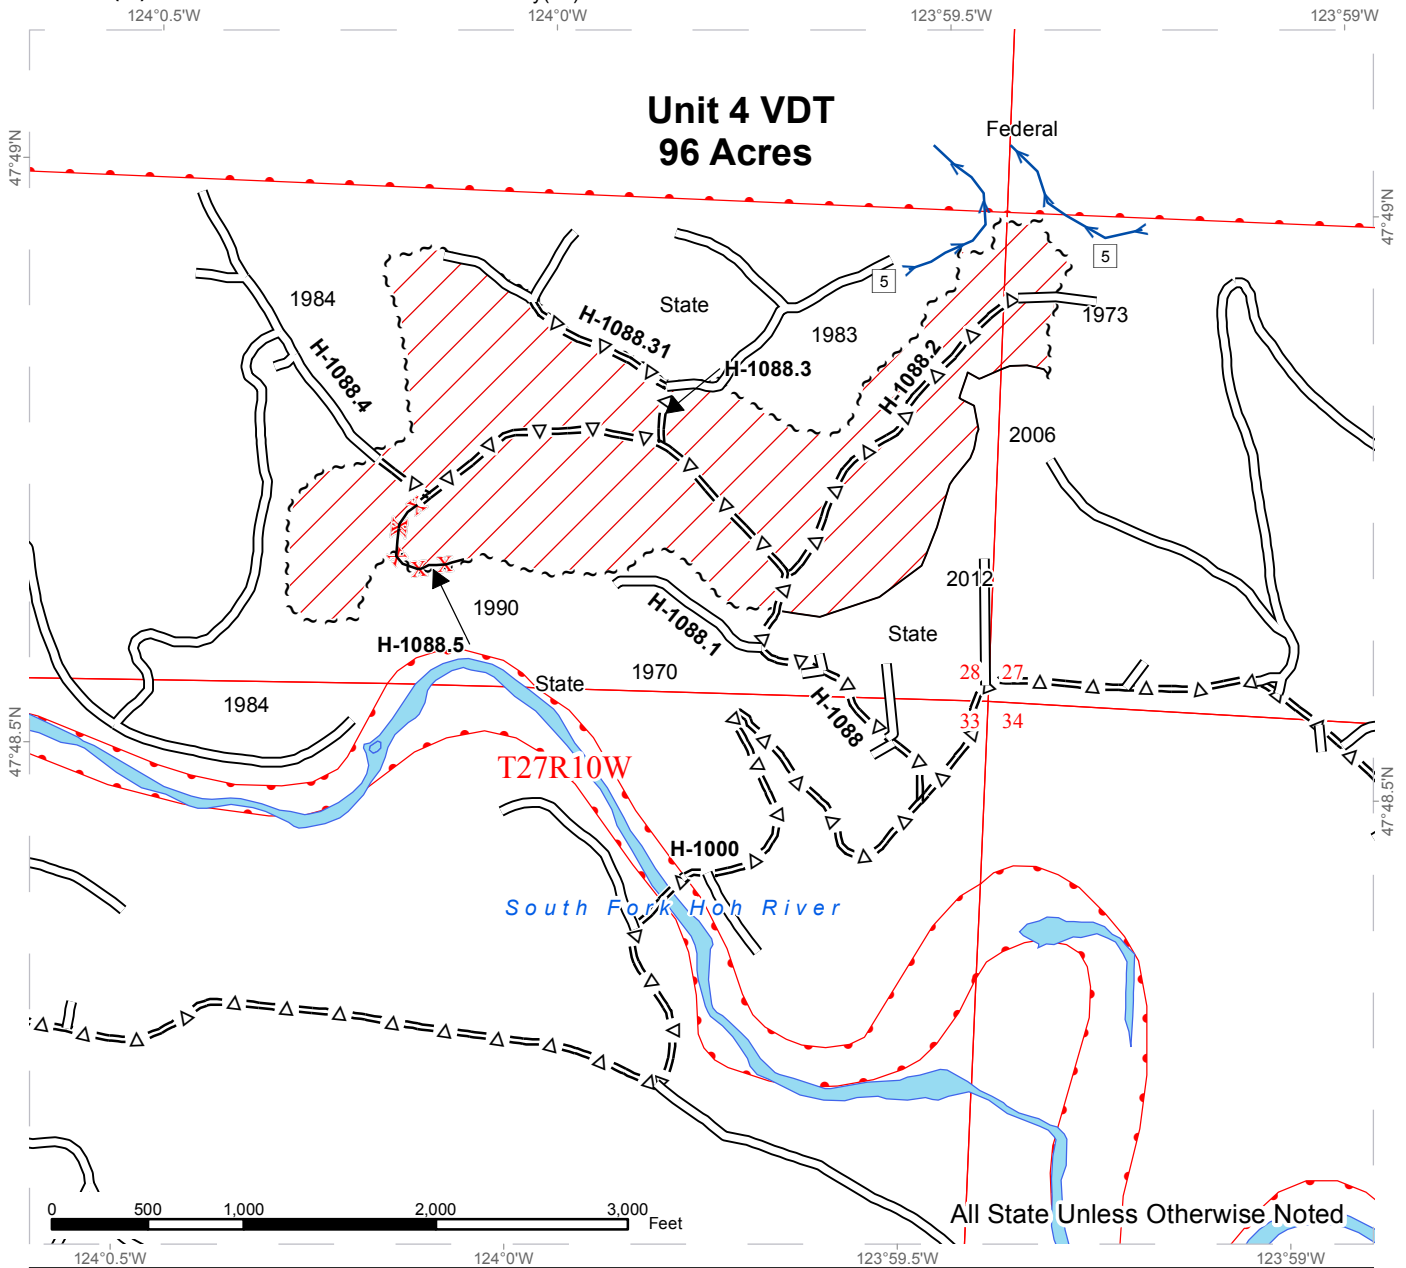 124°0.5'W 124°0'W 123°59.5'W 123°59'W
Unit 4 VDT
96 Acres
Federal
47°49'N
47°49'N
5
5
1984
State
1983
1973
H-1088.31
H-1088.3
H-1088.2
H-1088.4
2006
2012
1990
H-1088.1
State
H-1088.5
1970
State
28 27
33 34
1984
H-1088
47°48.5'N
47°48.5'N
T27R10W
H-1000
South Fork Hoh River
X X X X X
0 500 1,000 2,000 3,000
Feet
All State Unless Otherwise Noted
124°0.5'W 124°0'W 123°59.5'W 123°59'W